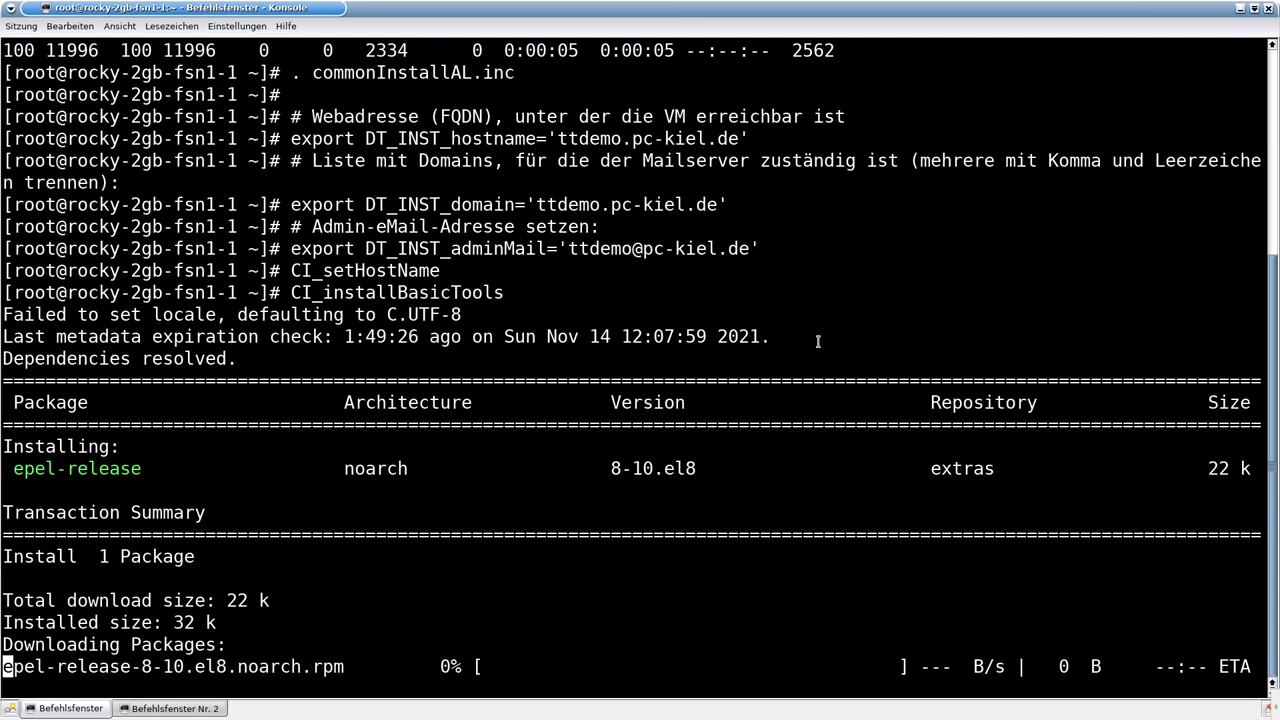 root@rocky-2gb-fsn1-1:~ - Befehlsfenster - Konsole
Sitzung Bearbeiten Ansicht Lesezeichen Einstellungen Hilfe
100 11996  100 11996    0     0   2334      0  0:00:05  0:00:05 --:--:--  2562
[root@rocky-2gb-fsn1-1 ~]# . commonInstallAL.inc
[root@rocky-2gb-fsn1-1 ~]#
[root@rocky-2gb-fsn1-1 ~]# # Webadresse (FQDN), unter der die VM erreichbar ist
[root@rocky-2gb-fsn1-1 ~]# export DT_INST_hostname='ttdemo.pc-kiel.de'
[root@rocky-2gb-fsn1-1 ~]# # Liste mit Domains, für die der Mailserver zuständig ist (mehrere mit Komma und Leerzeiche
n trennen):
[root@rocky-2gb-fsn1-1 ~]# export DT_INST_domain='ttdemo.pc-kiel.de'
[root@rocky-2gb-fsn1-1 ~]# # Admin-eMail-Adresse setzen:
[root@rocky-2gb-fsn1-1 ~]# export DT_INST_adminMail='ttdemo@pc-kiel.de'
[root@rocky-2gb-fsn1-1 ~]# CI_setHostName
[root@rocky-2gb-fsn1-1 ~]# CI_installBasicTools
Failed to set locale, defaulting to C.UTF-8
Last metadata expiration check: 1:49:26 ago on Sun Nov 14 12:07:59 2021.
Dependencies resolved.
================================================================================
 Package                        Architecture             Version                       Repository                Size
================================================================================
Installing:
 epel-release                   noarch                   8-10.el8                      extras                    22 k

Transaction Summary
================================================================================
Install  1 Package

Total download size: 22 k
Installed size: 32 k
Downloading Packages:
epel-release-8-10.el8.noarch.rpm         0% [                                       ] ---  B/s |   0  B     --:-- ETA
Befehlsfenster Befehlsfenster Nr. 2